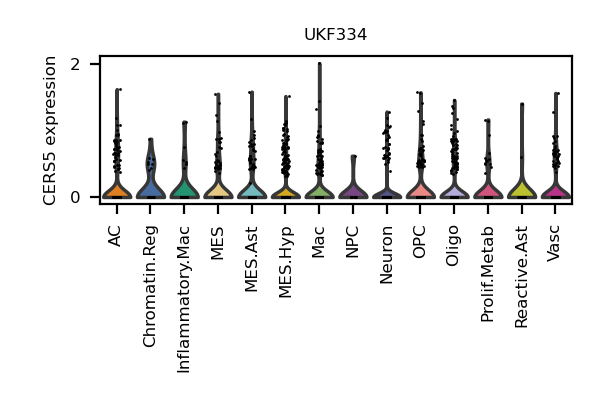 UKF334
CERS5 expression
2
0
AC
Chromatin.Reg
Inflammatory.Mac
MES
MES.Ast
MES.Hyp
Mac
NPC
Neuron
OPC
Oligo
Prolif.Metab
Reactive.Ast
Vasc